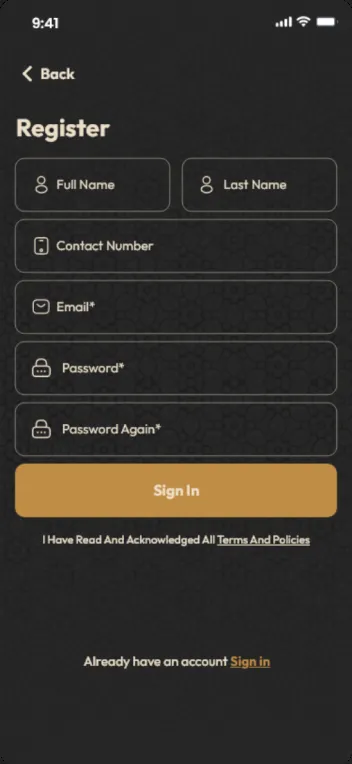 9:41
Back
Register
Full Name
Last Name
Contact Number
Email*
Password*
Password Again*
Sign In
I Have Read And Acknowledged All Terms And Policies
Already have an account Sign in